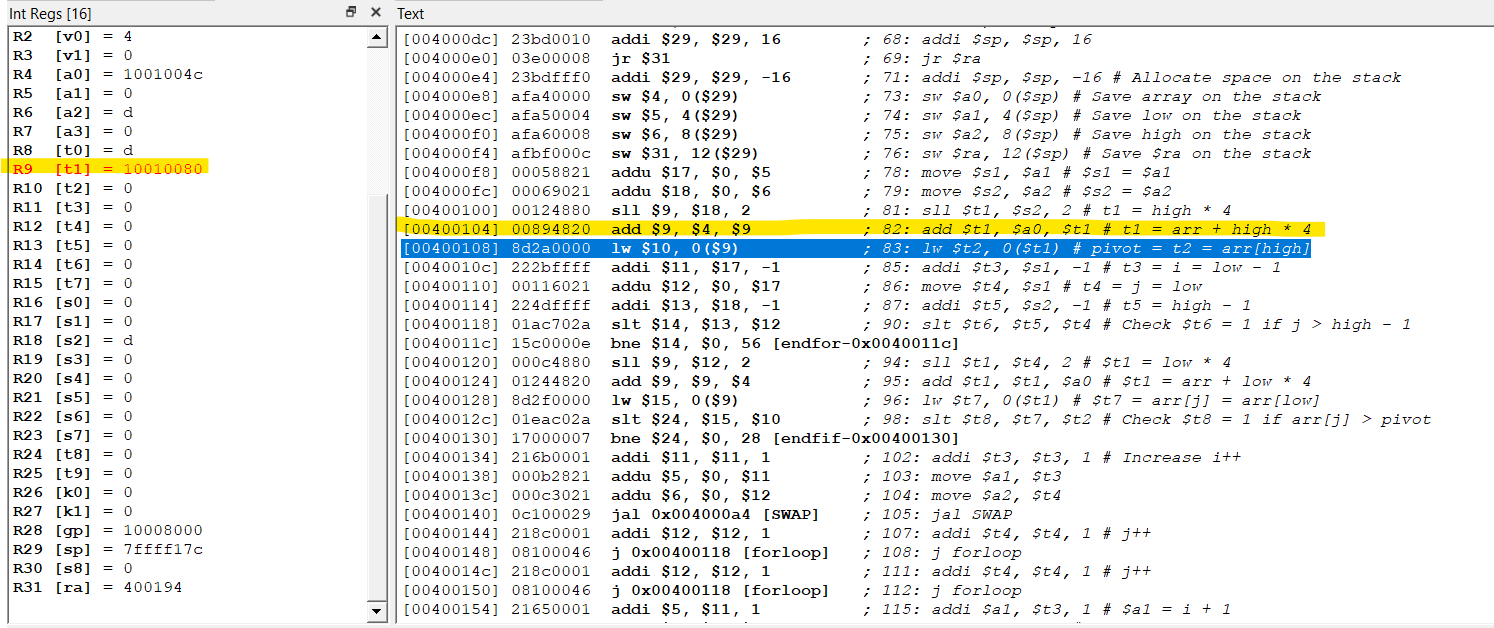 Int Regs [16]
R2 [v0] = 4
R3 [v1] = 0
R4 [a0] = 1001004c
R5 [a1] = 0
R6 [a2] = d
R7 [a3] = 0
R8 [t0] = d
R9 [t1] = 10010080
R10 [t2] = 0
R11 [t3] = 0
R12 [t4] = 0
R13 [t5] = 0
R14 [t6] = 0
R15 [t7] = 0
R16 [s0] = 0
R17 [s1] = 0
R18 [s2] = d
R19 [s3] = 0
R20 [s4] = 0
R21 [s5] = 0
R22 [s6] = 0
R23 [s7] = 0
R24 [t8] = 0
R25 [t9] = 0
R26 [k0] = 0
R27 [k1] = 0
R28 [gp] = 10008000
R29 [sp] = 7ffff17c
R30 [s8] = 0
R31 [ra] = 400194
Text
[004000dc] 23bd0010 addi $29, $29, 16 ; 68: addi $sp, $sp, 16
[004000e0] 03e00008 jr $31 ; 69: jr $ra
[004000e4] 23bdfff0 addi $29, $29, -16 ; 71: addi $sp, $sp, -16 # Allocate space on the stack
[004000e8] afa40000 sw $4, 0($29) ; 73: sw $a0, 0($sp) # Save array on the stack
[004000ec] afa50004 sw $5, 4($29) ; 74: sw $a1, 4($sp) # Save low on the stack
[004000f0] afa60008 sw $6, 8($29) ; 75: sw $a2, 8($sp) # Save high on the stack
[004000f4] afbf000c sw $31, 12($29) ; 76: sw $ra, 12($sp) # Save $ra on the stack
[004000f8] 00058821 addu $17, $0, $5 ; 78: move $s1, $a1 # $s1 = $a1
[004000fc] 00069021 addu $18, $0, $6 ; 79: move $s2, $a2 # $s2 = $a2
[00400100] 00124880 sll $9, $18, 2 ; 81: sll $t1, $s2, 2 # t1 = high * 4
[00400104] 00894820 add $9, $4, $9 ; 82: add $t1, $a0, $t1 # t1 = arr + high * 4
[00400108] 8d2a0000 lw $10, 0($9) ; 83: lw $t2, 0($t1) # pivot = t2 = arr[high]
[0040010c] 222bffff addi $11, $17, -1 ; 85: addi $t3, $s1, -1 # t3 = i = low - 1
[00400110] 00116021 addu $12, $0, $17 ; 86: move $t4, $s1 # t4 = j = low
[00400114] 224dffff addi $13, $18, -1 ; 87: addi $t5, $s2, -1 # t5 = high - 1
[00400118] 01ac702a slt $14, $13, $12 ; 90: slt $t6, $t5, $t4 # Check $t6 = 1 if j > high - 1
[0040011c] 15c0000e bne $14, $0, 56 [endfor-0x0040011c]
[00400120] 000c4880 sll $9, $12, 2 ; 94: sll $t1, $t4, 2 # $t1 = low * 4
[00400124] 01244820 add $9, $9, $4 ; 95: add $t1, $t1, $a0 # $t1 = arr + low * 4
[00400128] 8d2f0000 lw $15, 0($9) ; 96: lw $t7, 0($t1) # $t7 = arr[j] = arr[low]
[0040012c] 01eac02a slt $24, $15, $10 ; 98: slt $t8, $t7, $t2 # Check $t8 = 1 if arr[j] > pivot
[00400130] 17000007 bne $24, $0, 28 [endfif-0x00400130]
[00400134] 216b0001 addi $11, $11, 1 ; 102: addi $t3, $t3, 1 # Increase i++
[00400138] 000b2821 addu $5, $0, $11 ; 103: move $a1, $t3
[0040013c] 000c3021 addu $6, $0, $12 ; 104: move $a2, $t4
[00400140] 0c100029 jal 0x004000a4 [SWAP] ; 105: jal SWAP
[00400144] 218c0001 addi $12, $12, 1 ; 107: addi $t4, $t4, 1 # j++
[00400148] 08100046 j 0x00400118 [forloop] ; 108: j forloop
[0040014c] 218c0001 addi $12, $12, 1 ; 111: addi $t4, $t4, 1 # j++
[00400150] 08100046 j 0x00400118 [forloop] ; 112: j forloop
[00400154] 21650001 addi $5, $11, 1 ; 115: addi $a1, $t3, 1 # $a1 = i + 1